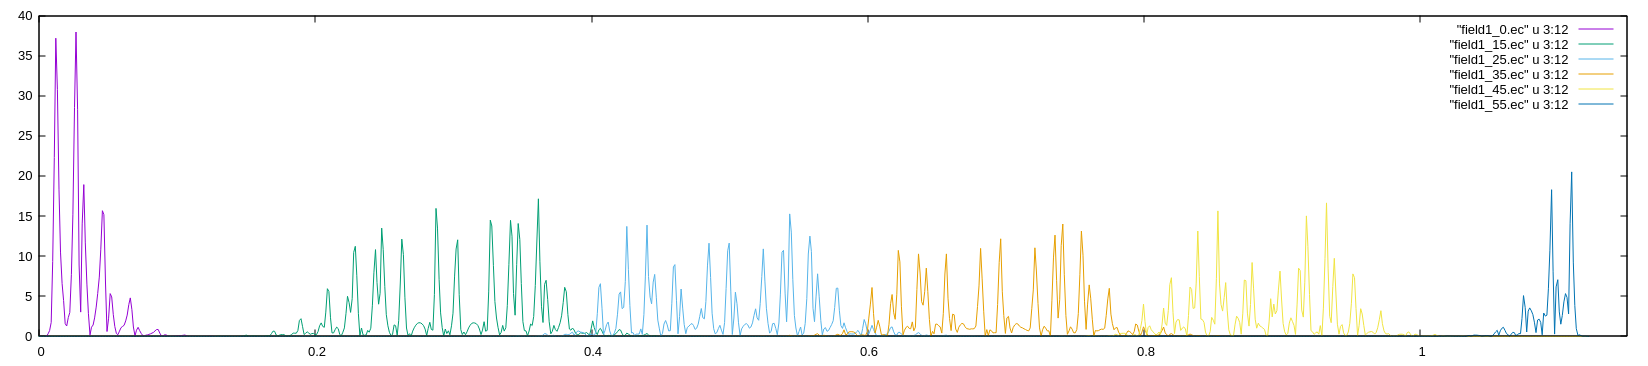 40
35
30
25
20
15
10
5
0
0 0.2 0.4 0.6 0.8 1
"field1_0.ec" u 3:12
"field1_15.ec" u 3:12
"field1_25.ec" u 3:12
"field1_35.ec" u 3:12
"field1_45.ec" u 3:12
"field1_55.ec" u 3:12